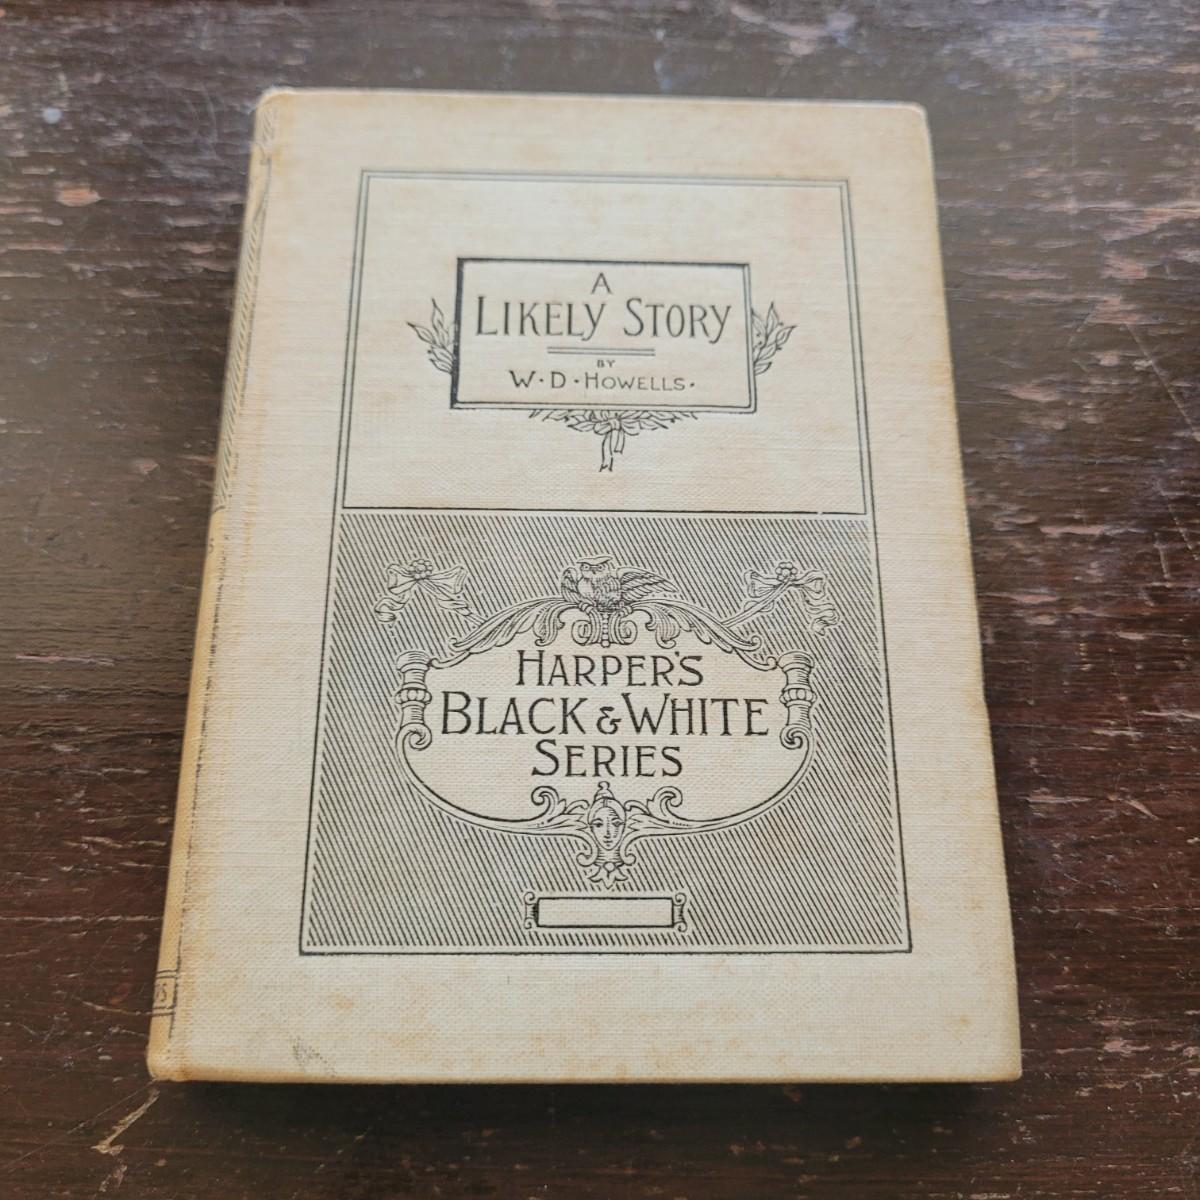 A
LIKELY STORY
BY
W·D·HOWELLS·
HARPER'S
BLACK & WHITE
SERIES